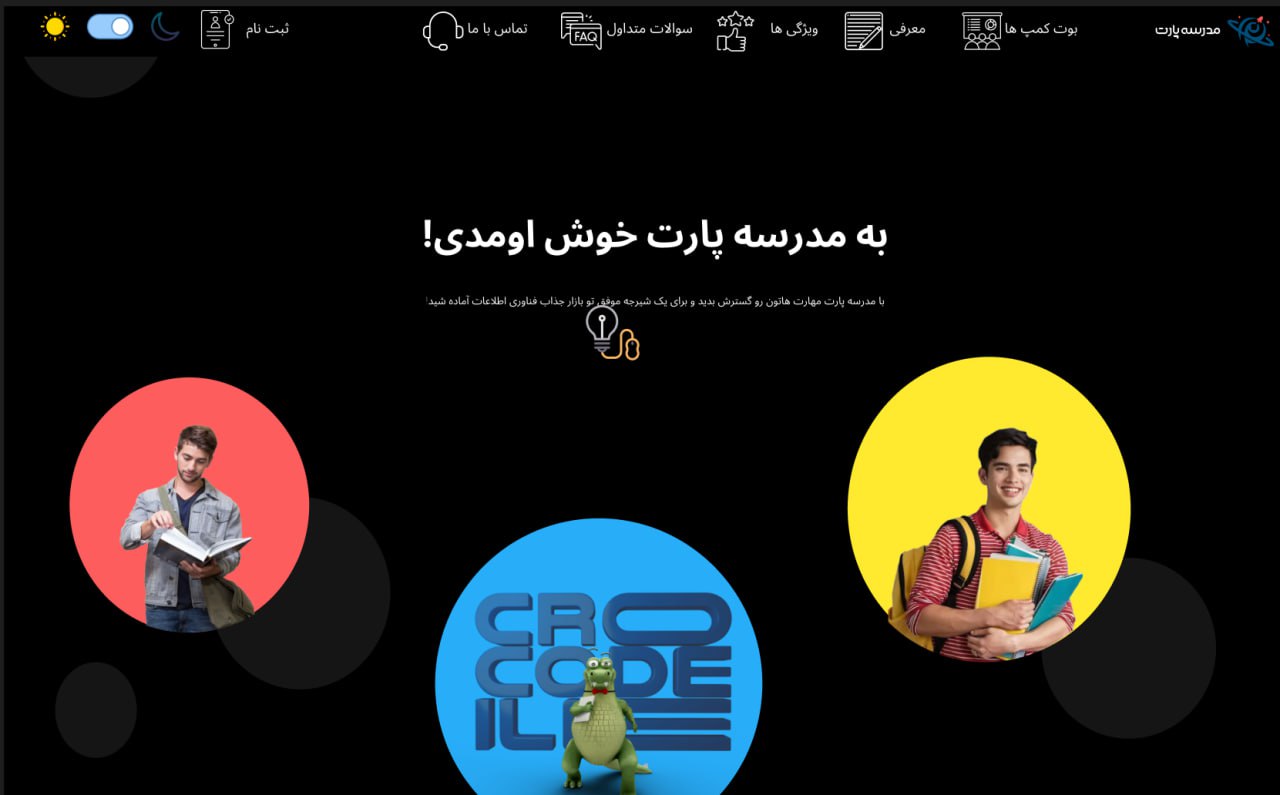 مدرسه پارت
بوت کمپ ها
معرفی
ویژگی ها
سوالات متداول
FAQ
تماس با ما
ثبت نام
به مدرسه پارت خوش اومدی!
با مدرسه پارت مهارت هاتون رو گسترش بدید و برای یک شیرجه موفق تو بازار جذاب فناوری اطلاعات آماده شید!
CRO
CODE
ILE